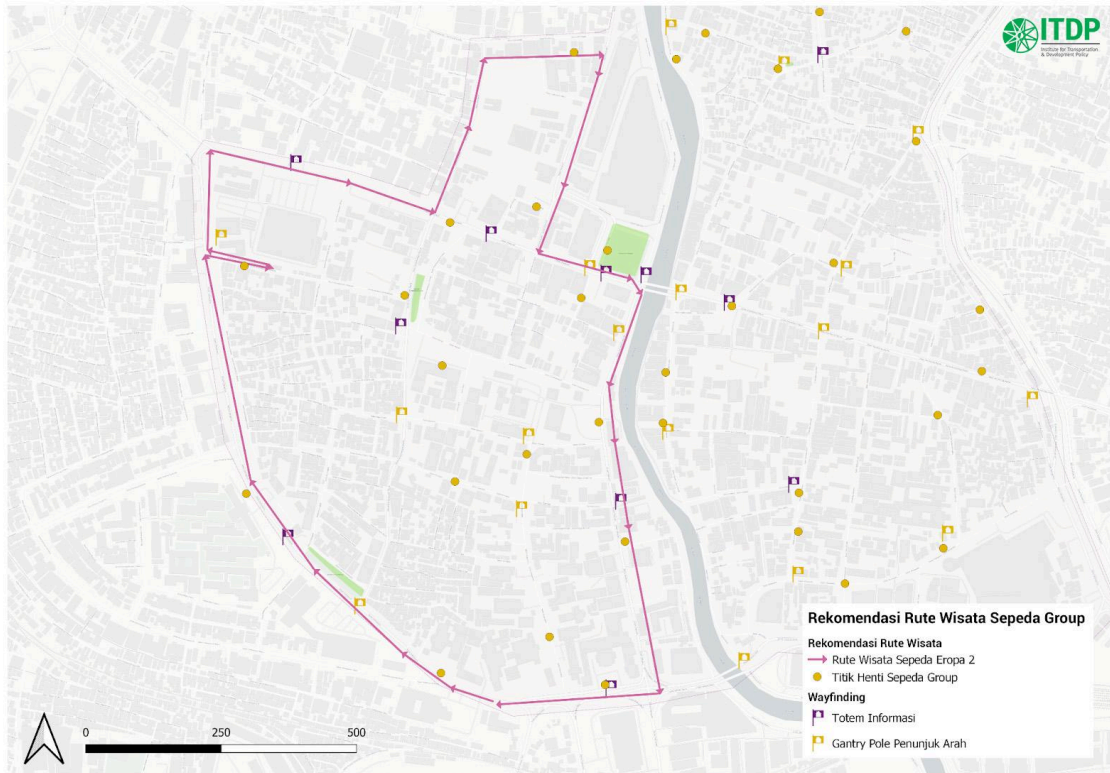 ITDP
Institute for Transportation
& Development Policy
Rekomendasi Rute Wisata Sepeda Group
Rekomendasi Rute Wisata
Rute Wisata Sepeda Eropa 2
Titik Henti Sepeda Group
Wayfinding
Totem Informasi
Gantry Pole Penunjuk Arah
0 250 500